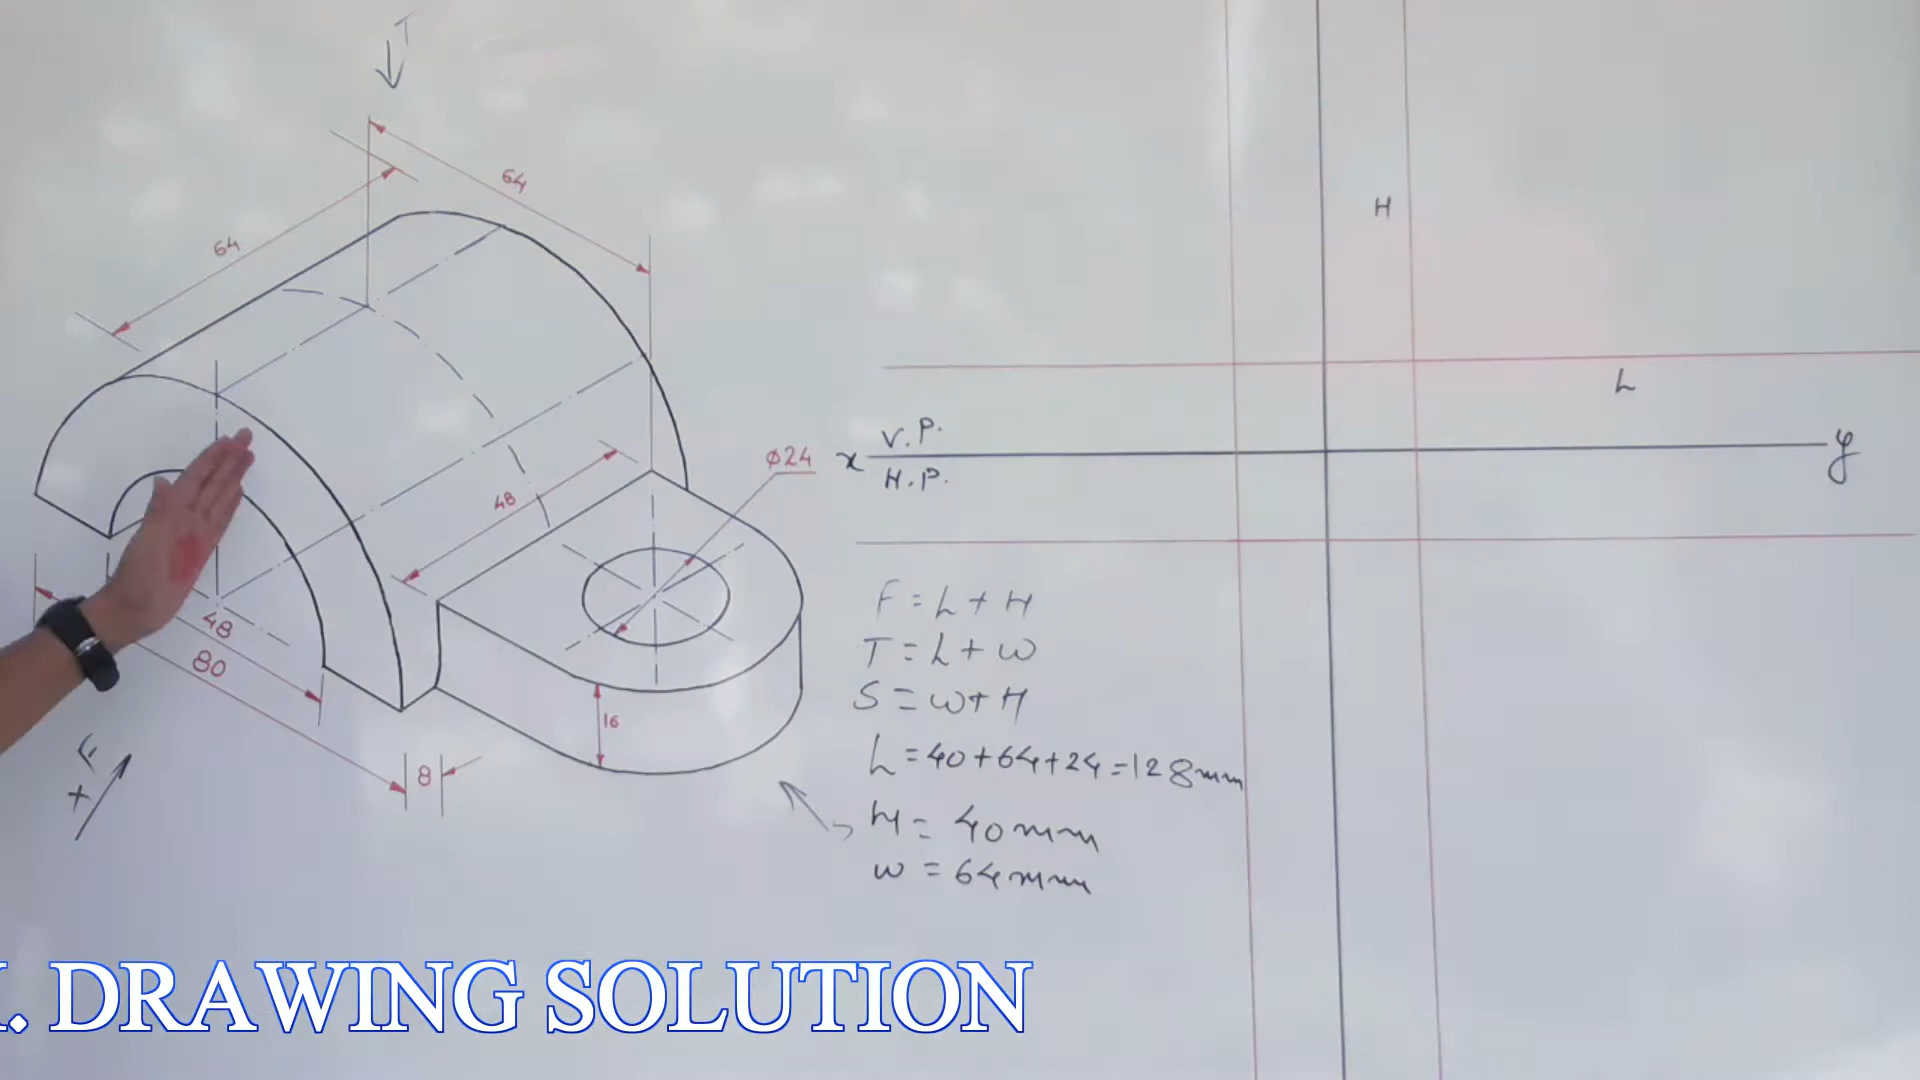 T
64
64
48
Ø24
48
80
16
8
F
X
H
L
V.P.
x y
H.P.
F = L + H
T = L + W
S = W + H
L = 40 + 64 + 24 = 128mm
H = 40mm
W = 64mm
. DRAWING SOLUTION